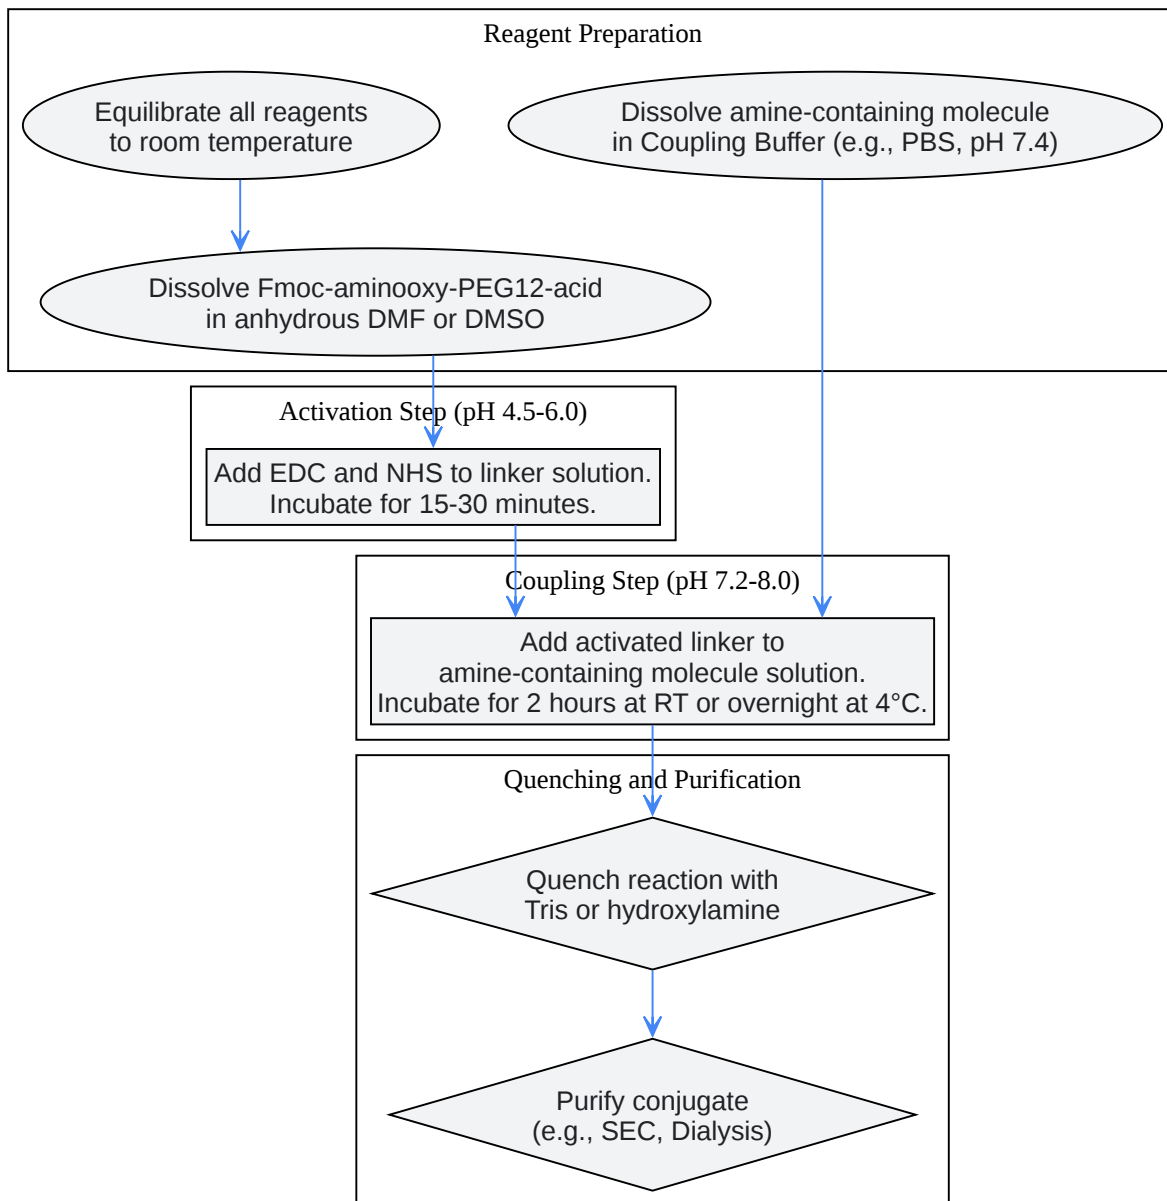 Reagent Preparation
Equilibrate all reagents
to room temperature
Dissolve amine-containing molecule
in Coupling Buffer (e.g., PBS, pH 7.4)
Dissolve Fmoc-aminooxy-PEG12-acid
in anhydrous DMF or DMSO
Activation Step (pH 4.5-6.0)
Add EDC and NHS to linker solution.
Incubate for 15-30 minutes.
Coupling Step (pH 7.2-8.0)
Add activated linker to
amine-containing molecule solution.
Incubate for 2 hours at RT or overnight at 4°C.
Quenching and Purification
Quench reaction with
Tris or hydroxylamine
Purify conjugate
(e.g., SEC, Dialysis)